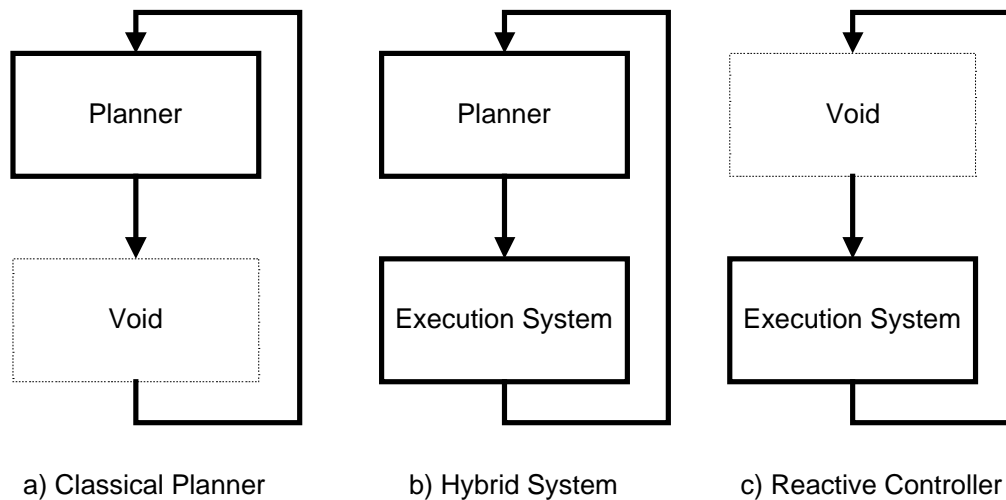 Planner
Void
a) Classical Planner
Planner
Execution System
b) Hybrid System
Void
Execution System
c) Reactive Controller